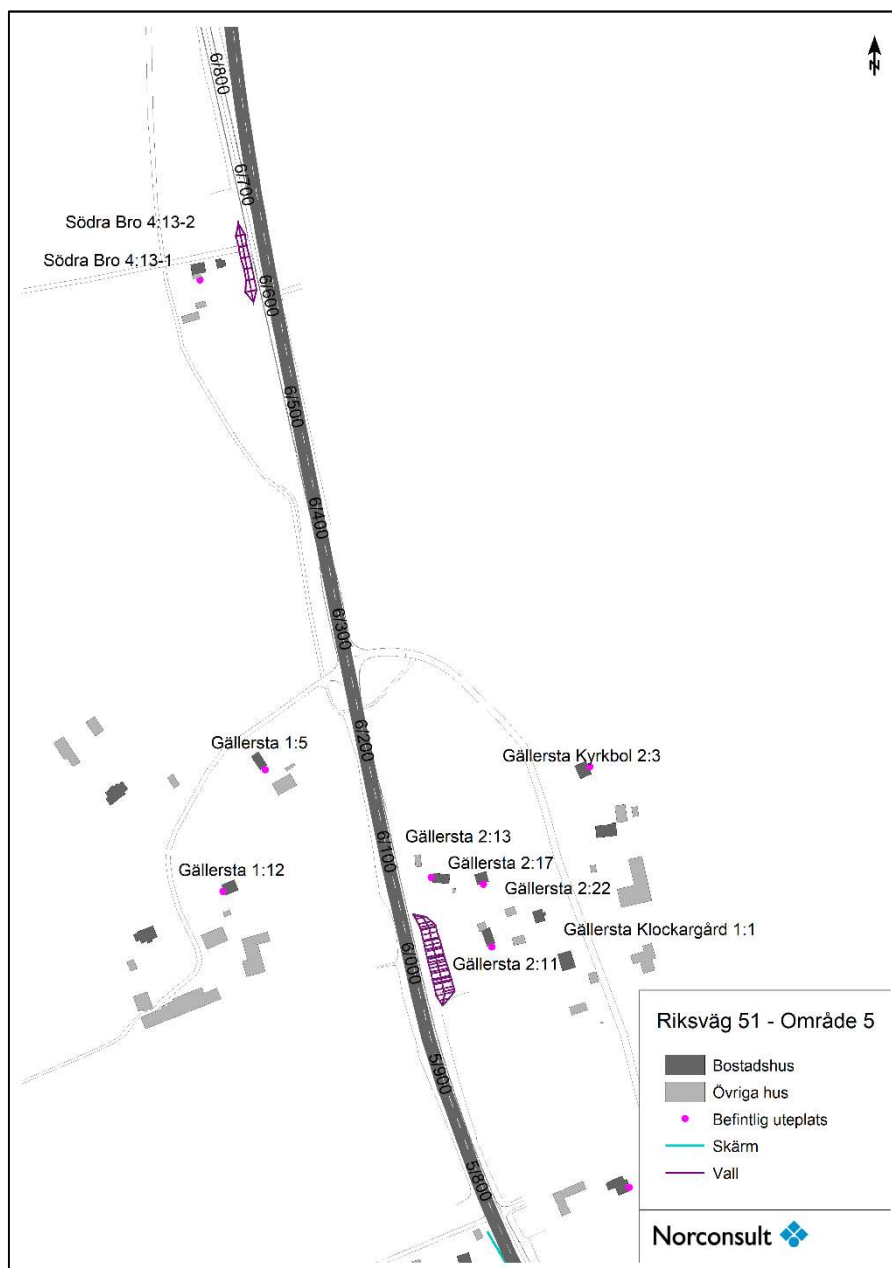 N
6/800
6/700
Södra Bro 4:13-2
Södra Bro 4:13-1
6/600
6/500
6/400
6/300
6/200
Gällersta 1:5
Gällersta Kyrkbol 2:3
6/100
Gällersta 2:13
Gällersta 2:17
Gällersta 1:12
Gällersta 2:22
Gällersta Klockargård 1:1
6/000
Gällersta 2:11
5/900
5/800
Riksväg 51 - Område 5
Bostadshus
Övriga hus
Befintlig uteplats
Skärm
Vall
Norconsult